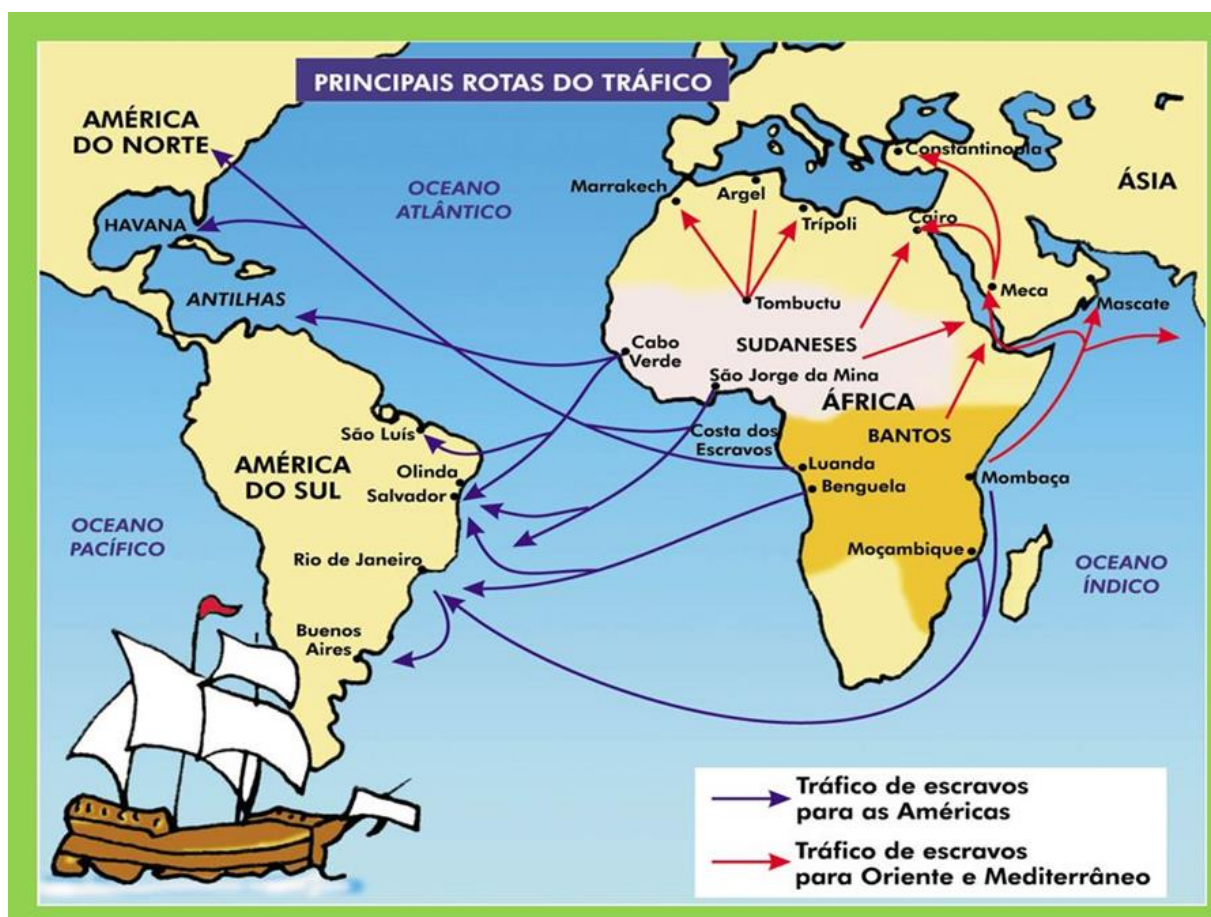 PRINCIPAIS ROTAS DO TRÁFICO
AMÉRICA
DO NORTE
OCEANO
ATLÂNTICO
HAVANA
ANTILHAS
Marrakech
Argel
Trípoli
Constantinopla
Cairo
ÁSIA
Meca
Mascate
Tombuctu
SUDANESES
Cabo
Verde
São Jorge da Mina
ÁFRICA
BANTOS
Costa dos
Escravos
Luanda
Benguela
Mombaça
Moçambique
OCEANO
ÍNDICO
São Luís
AMÉRICA
DO SUL
Olinda
Salvador
OCEANO
PACÍFICO
Rio de Janeiro
Buenos
Aires
Tráfico de escravos
para as Américas
Tráfico de escravos
para Oriente e Mediterrâneo